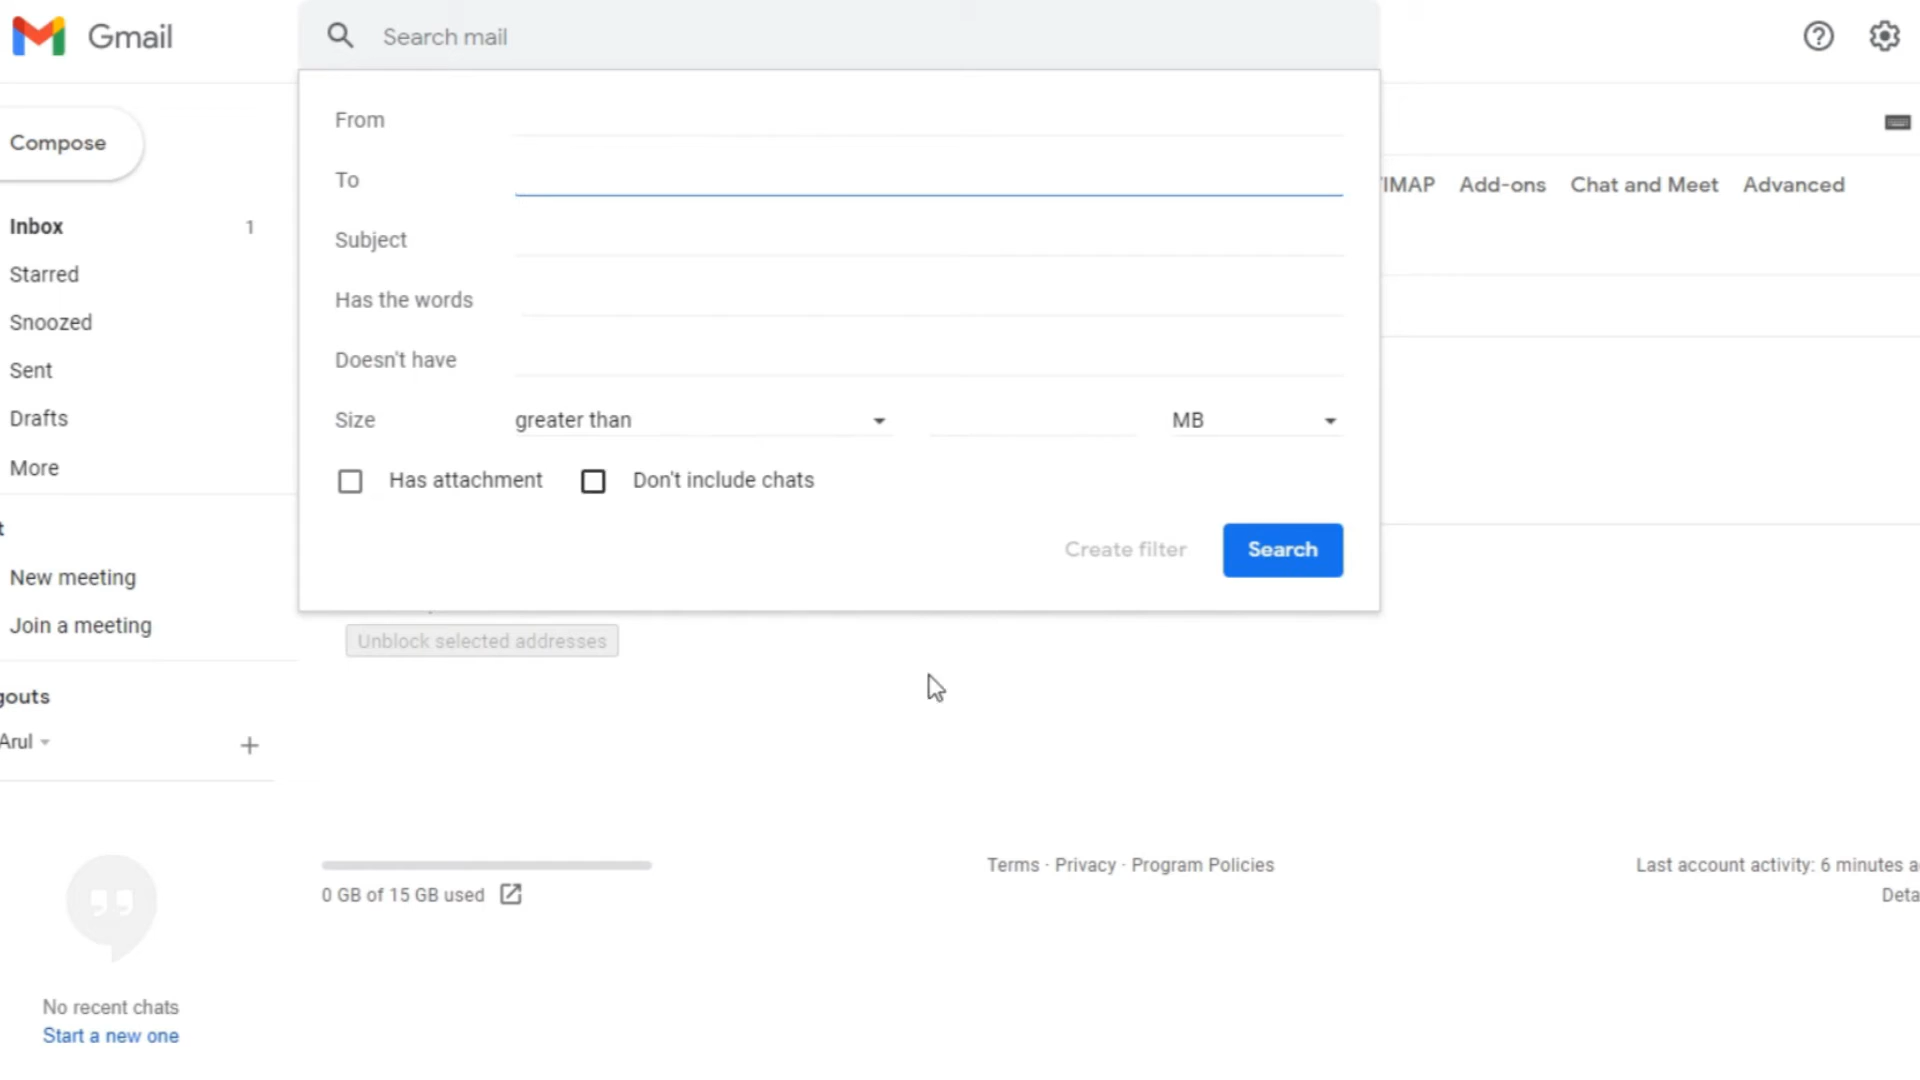 Gmail
Search mail
Compose
Inbox 1
Starred
Snoozed
Sent
Drafts
More
t
New meeting
Join a meeting
gouts
Arul
From
To
Subject
Has the words
Doesn't have
Size greater than MB
Has attachment Don't include chats
Create filter Search
/IMAP Add-ons Chat and Meet Advanced
Unblock selected addresses
0 GB of 15 GB used
Terms · Privacy · Program Policies
Last account activity: 6 minutes a
Deta
No recent chats
Start a new one